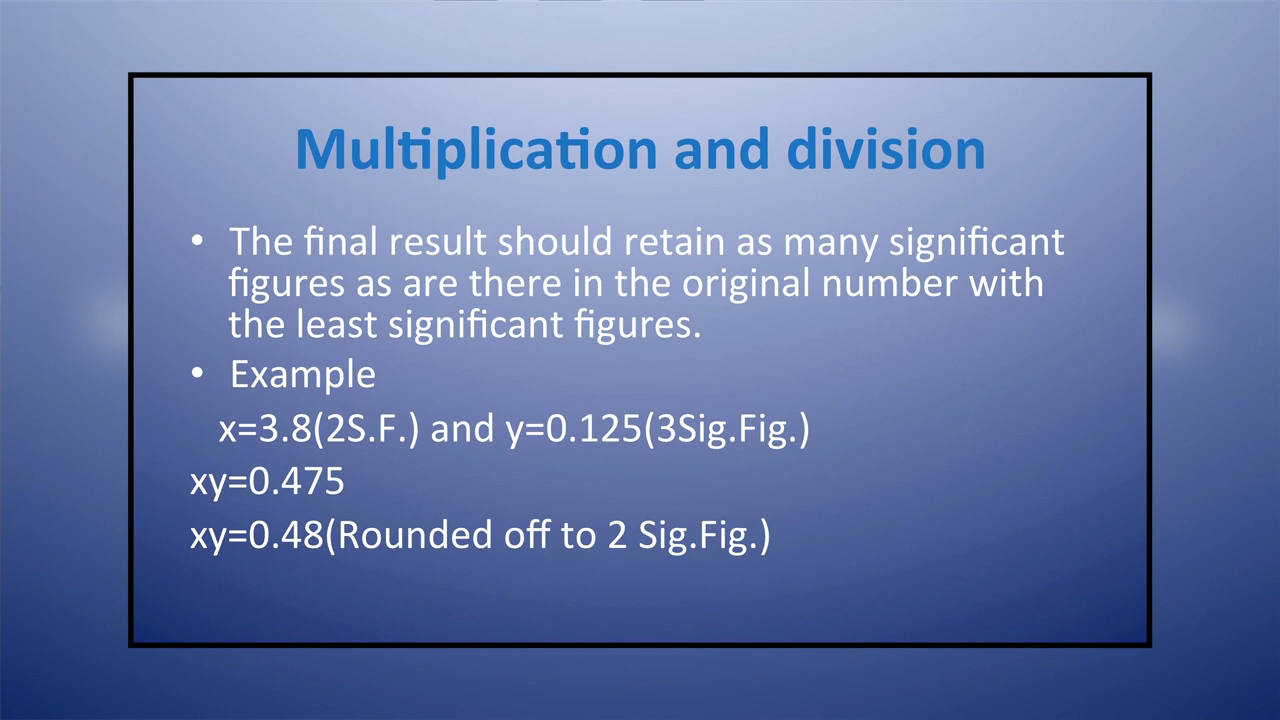 Multiplication and division
• The final result should retain as many significant
figures as are there in the original number with
the least significant figures.
• Example
x=3.8(2S.F.) and y=0.125(3Sig.Fig.)
xy=0.475
xy=0.48(Rounded off to 2 Sig.Fig.)